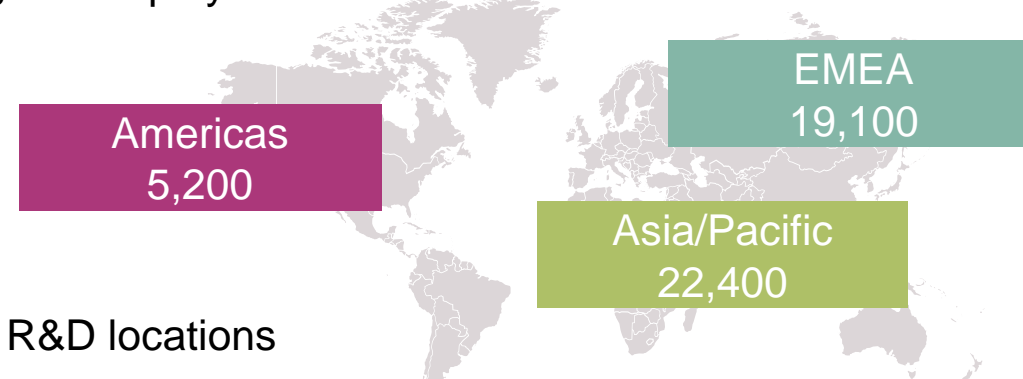 Americas
5,200
EMEA
19,100
Asia/Pacific
22,400
R&D locations